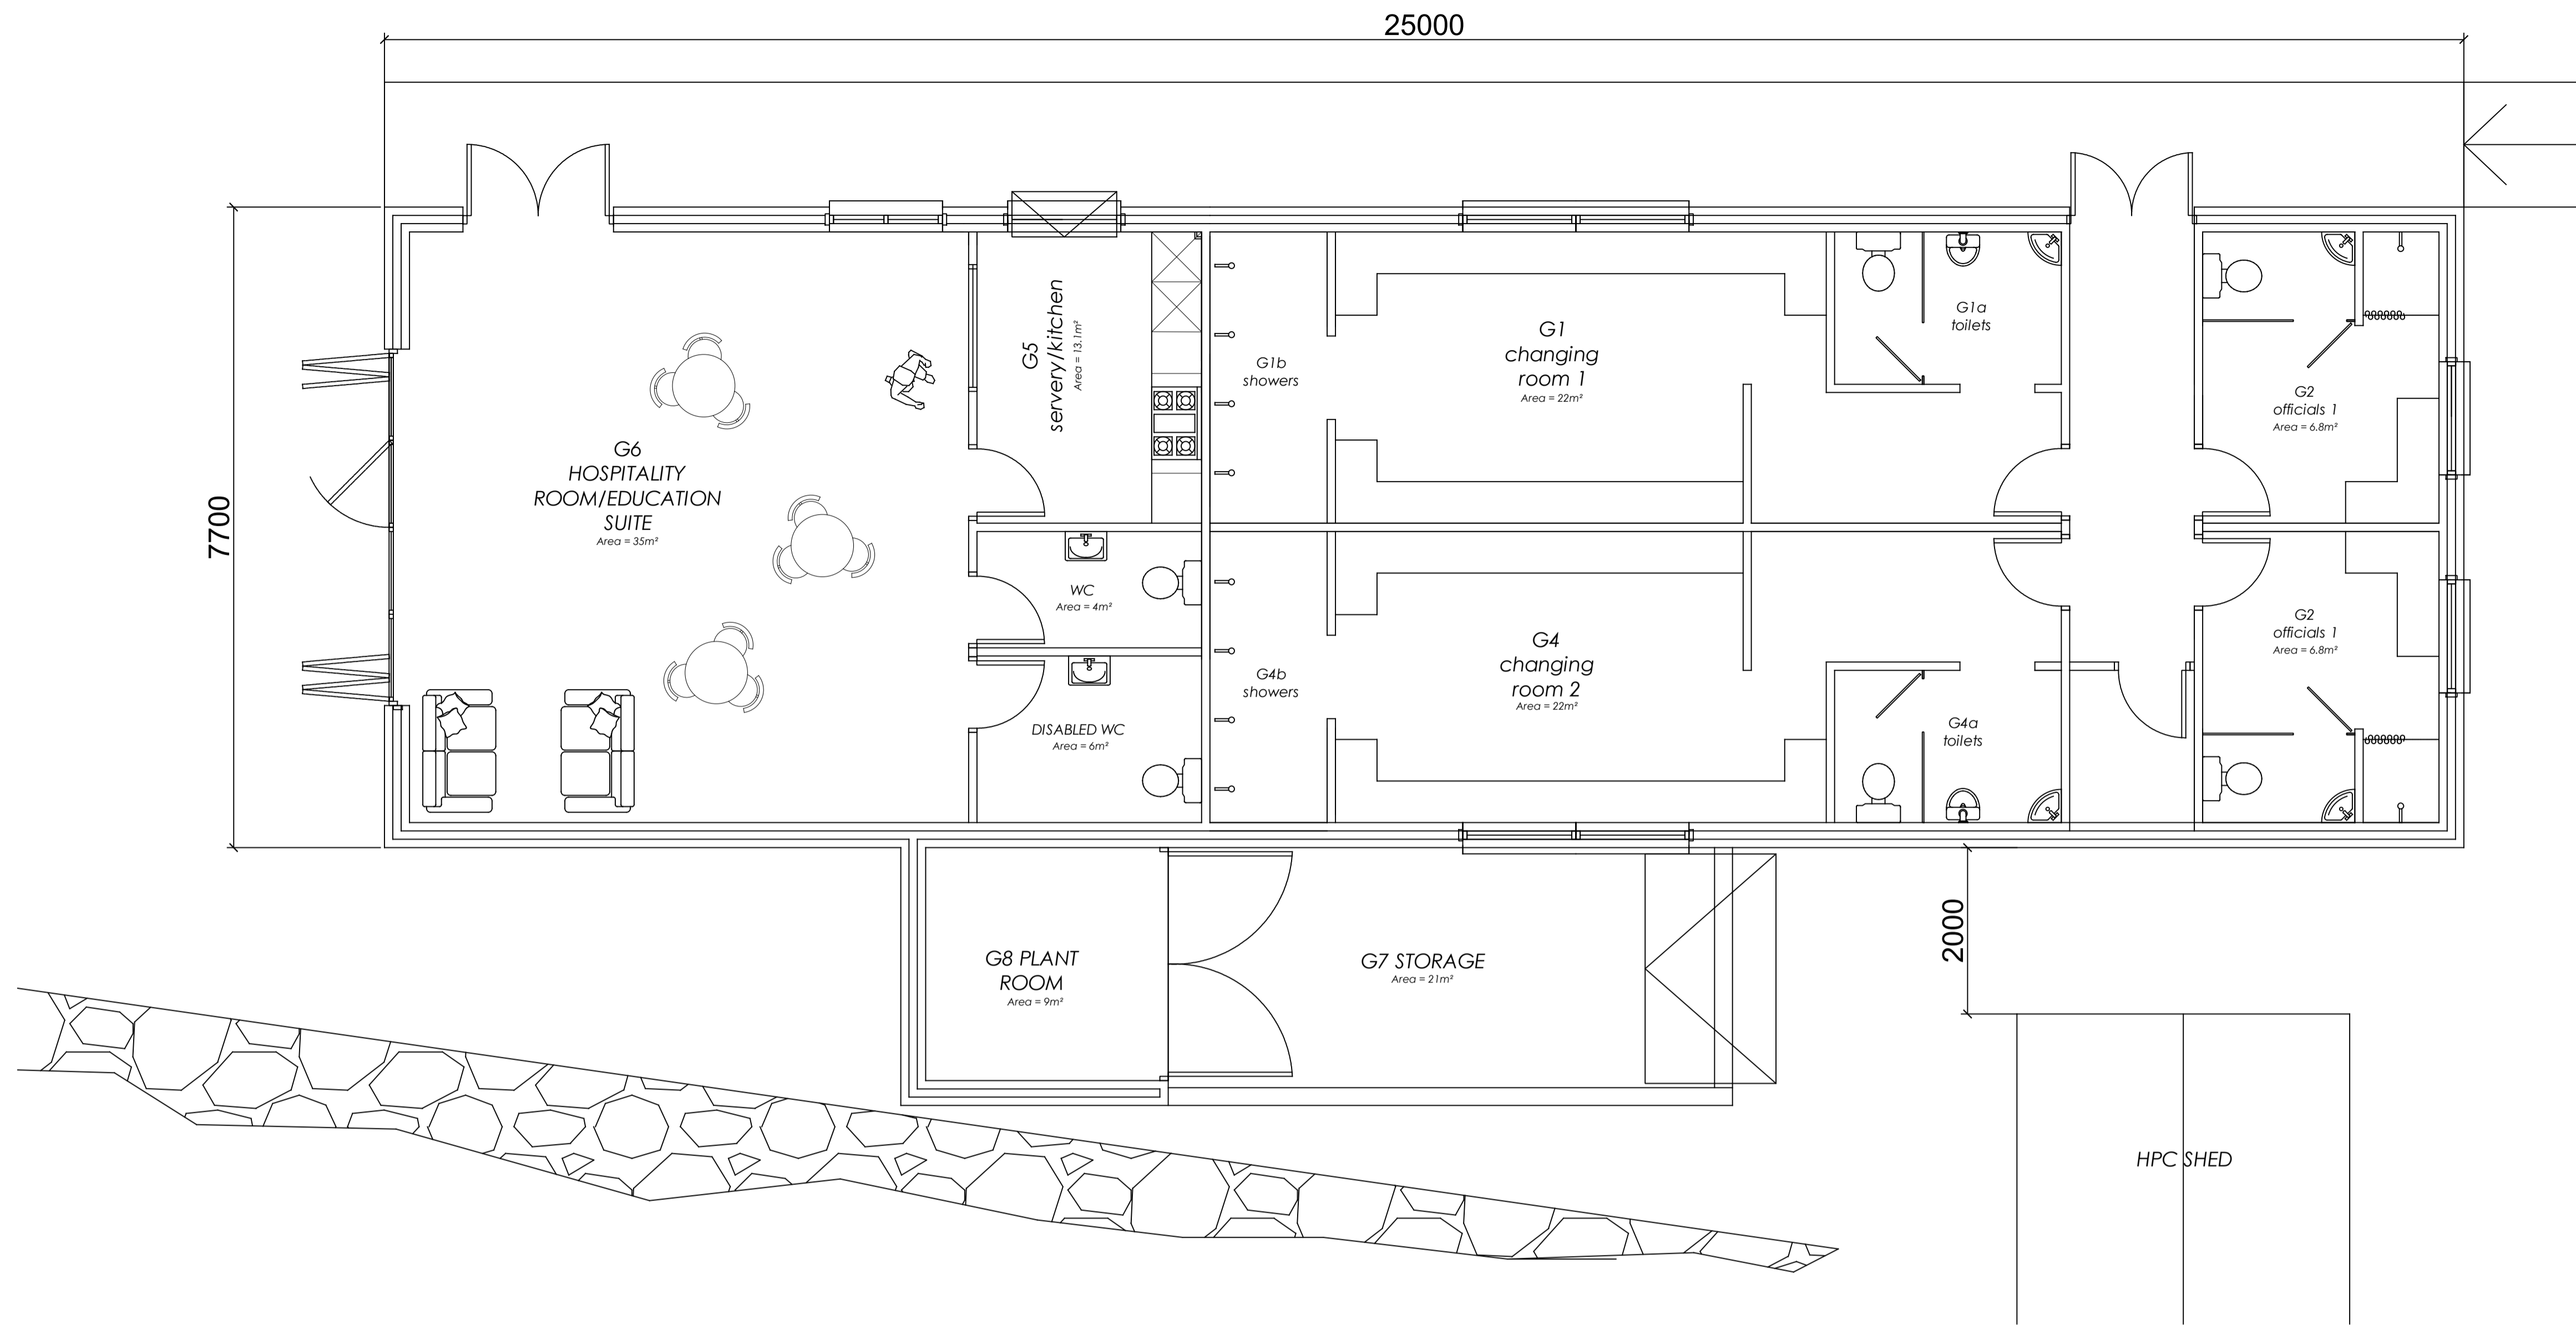 25000
7700
G6
HOSPITALITY
ROOM/EDUCATION
SUITE
Area = 35m²
G5
servery/kitchen
Area = 13.1m²
WC
Area = 4m²
DISABLED WC
Area = 6m²
G1b
showers
G4b
showers
G1
changing
room 1
Area = 22m²
G4
changing
room 2
Area = 22m²
G1a
toilets
G4a
toilets
G2
officials 1
Area = 6.8m²
G2
officials 1
Area = 6.8m²
G8 PLANT
ROOM
Area = 9m²
G7 STORAGE
Area = 21m²
2000
HPC SHED